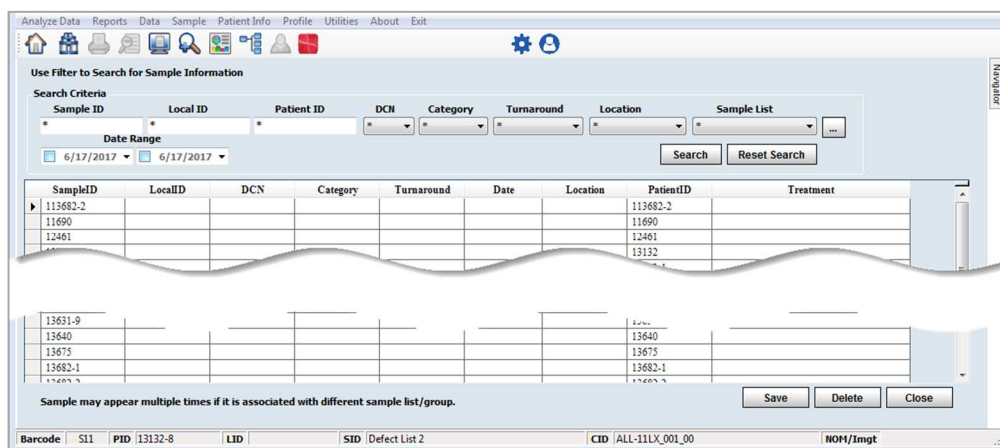 Analyze Data Reports Data Sample Patient Info Profile Utilities About Exit
Use Filter to Search for Sample Information
Navigator
Search Criteria
Sample ID Local ID Patient ID DCN Category Turnaround Location Sample List
* * * * * * * * ...
Date Range
6/17/2017 6/17/2017
Search Reset Search
SampleID LocalID DCN Category Turnaround Date Location PatientID Treatment
113682-2 113682-2
11690 11690
12461 12461
13132
13631-9
13640 13640
13675 13675
13682-1 13682-1
13682-2 13682-2
Save Delete Close
Sample may appear multiple times if it is associated with different sample list/group.
Barcode S11 PID 13132-8 LID SID Defect List 2 CID ALL-11LX_001_00 NOM/Imgt